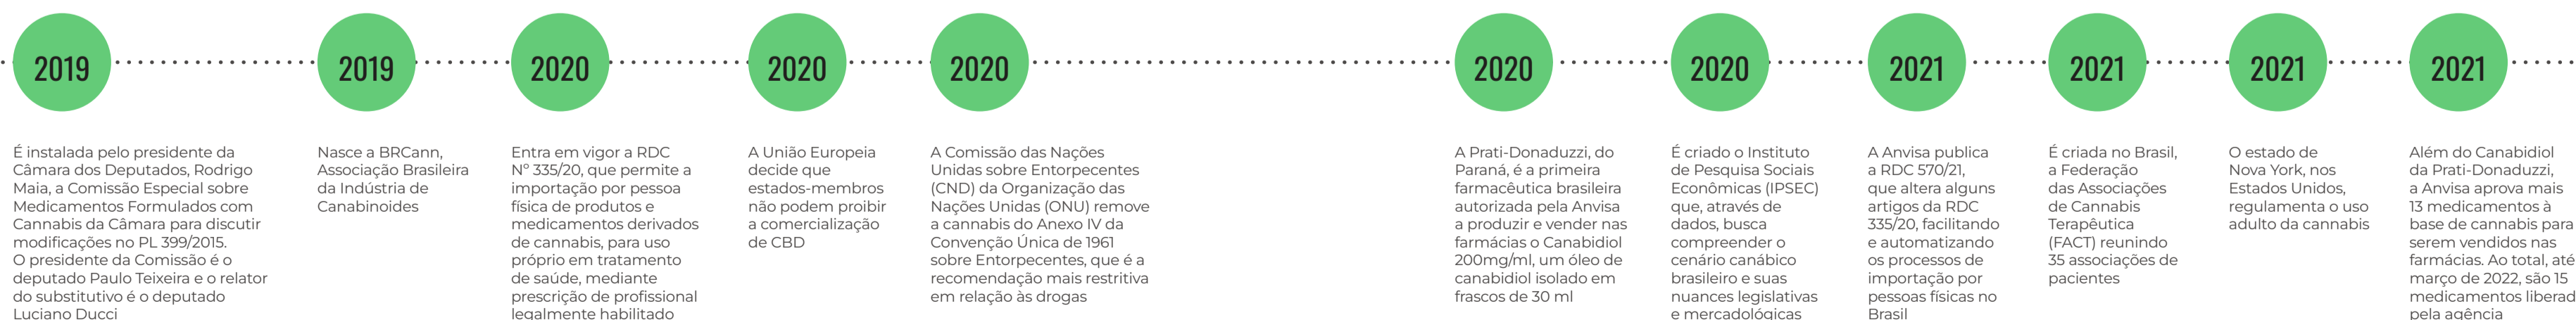 2019
É instalada pelo presidente da
Câmara dos Deputados, Rodrigo
Maia, a Comissão Especial sobre
Medicamentos Formulados com
Cannabis da Câmara para discutir
modificações no PL 399/2015.
O presidente da Comissão é o
deputado Paulo Teixeira e o relator
do substitutivo é o deputado
Luciano Ducci
2019
Nasce a BRCann,
Associação Brasileira
da Indústria de
Canabinoides
2020
Entra em vigor a RDC
Nº 335/20, que permite a
importação por pessoa
física de produtos e
medicamentos derivados
de cannabis, para uso
próprio em tratamento
de saúde, mediante
prescrição de profissional
legalmente habilitado
2020
A União Europeia
decide que
estados-membros
não podem proibir
a comercialização
de CBD
2020
A Comissão das Nações
Unidas sobre Entorpecentes
(CND) da Organização das
Nações Unidas (ONU) remove
a cannabis do Anexo IV da
Convenção Única de 1961
sobre Entorpecentes, que é a
recomendação mais restritiva
em relação às drogas
2020
A Prati-Donaduzzi, do
Paraná, é a primeira
farmacêutica brasileira
autorizada pela Anvisa
a produzir e vender nas
farmácias o Canabidiol
200mg/ml, um óleo de
canabidiol isolado em
frascos de 30 ml
2020
É criado o Instituto
de Pesquisa Sociais
Econômicas (IPSEC)
que, através de
dados, busca
compreender o
cenário canábico
brasileiro e suas
nuances legislativas
e mercadológicas
2021
A Anvisa publica
a RDC 570/21,
que altera alguns
artigos da RDC
335/20, facilitando
e automatizando
os processos de
importação por
pessoas físicas no
Brasil
2021
É criada no Brasil,
a Federação
das Associações
de Cannabis
Terapêutica
(FACT) reunindo
35 associações de
pacientes
2021
O estado de
Nova York, nos
Estados Unidos,
regulamenta o uso
adulto da cannabis
2021
Além do Canabidiol
da Prati-Donaduzzi,
a Anvisa aprova mais
13 medicamentos à
base de cannabis para
serem vendidos nas
farmácias. Ao total, até
março de 2022, são 15
medicamentos liberad
pela agência